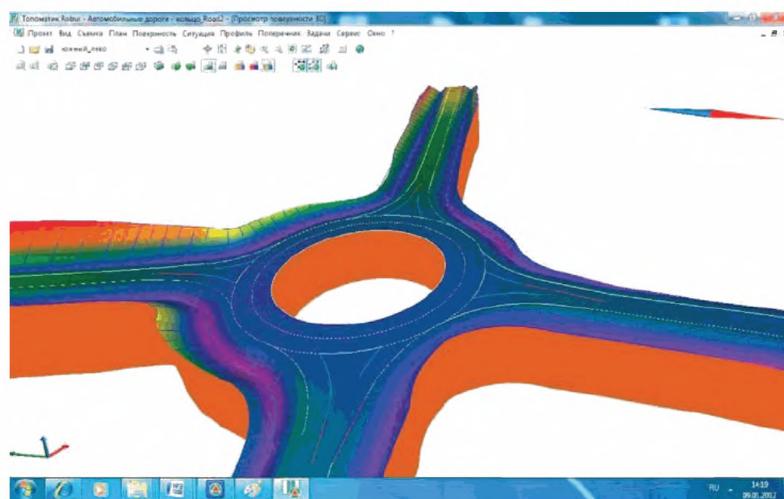 Топоматик Robur - Автомобильные дороги - кольцо_Road2 - [Просмотр поверхности 3D]
Проект Вид Съемка План Поверхность Ситуация Профиль Поперечник Задачи Сервис Окно ?
южный_лево
RU
14:19